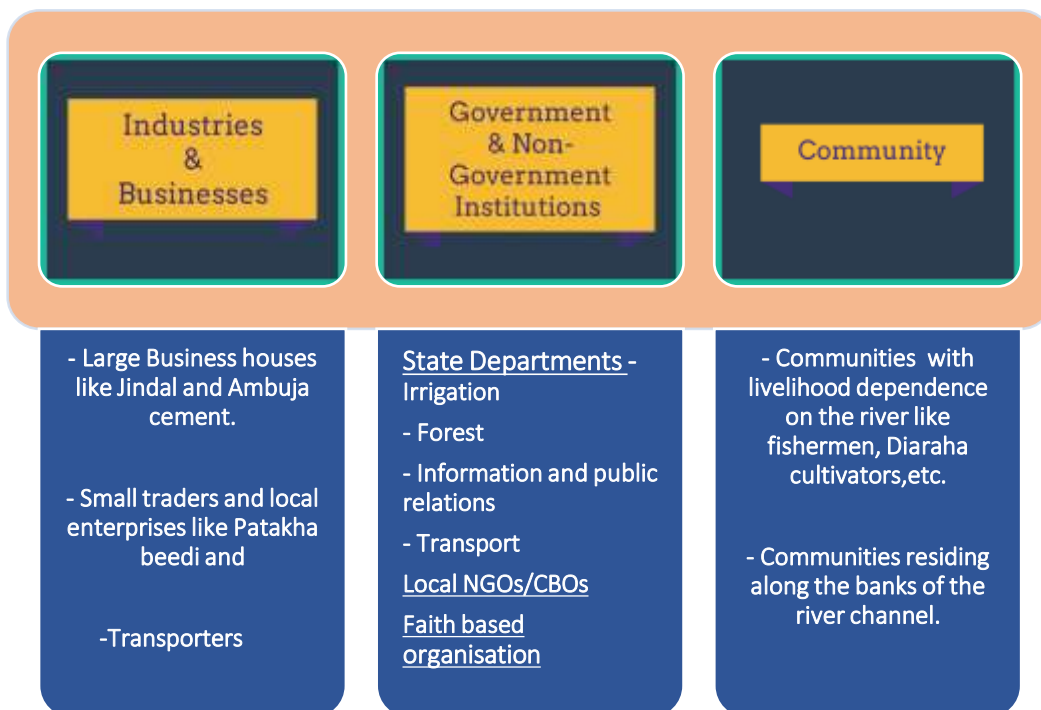 Industries
&
Businesses
Government
& Non-
Government
Institutions
Community
- Large Business houses
like Jindal and Ambuja
cement.
- Small traders and local
enterprises like Patakha
beedi and
-Transporters
State Departments -
Irrigation
- Forest
- Information and public
relations
- Transport
Local NGOs/CBOs
Faith based
organisation
- Communities with
livelihood dependence
on the river like
fishermen, Diaraha
cultivators,etc.
- Communities residing
along the banks of the
river channel.